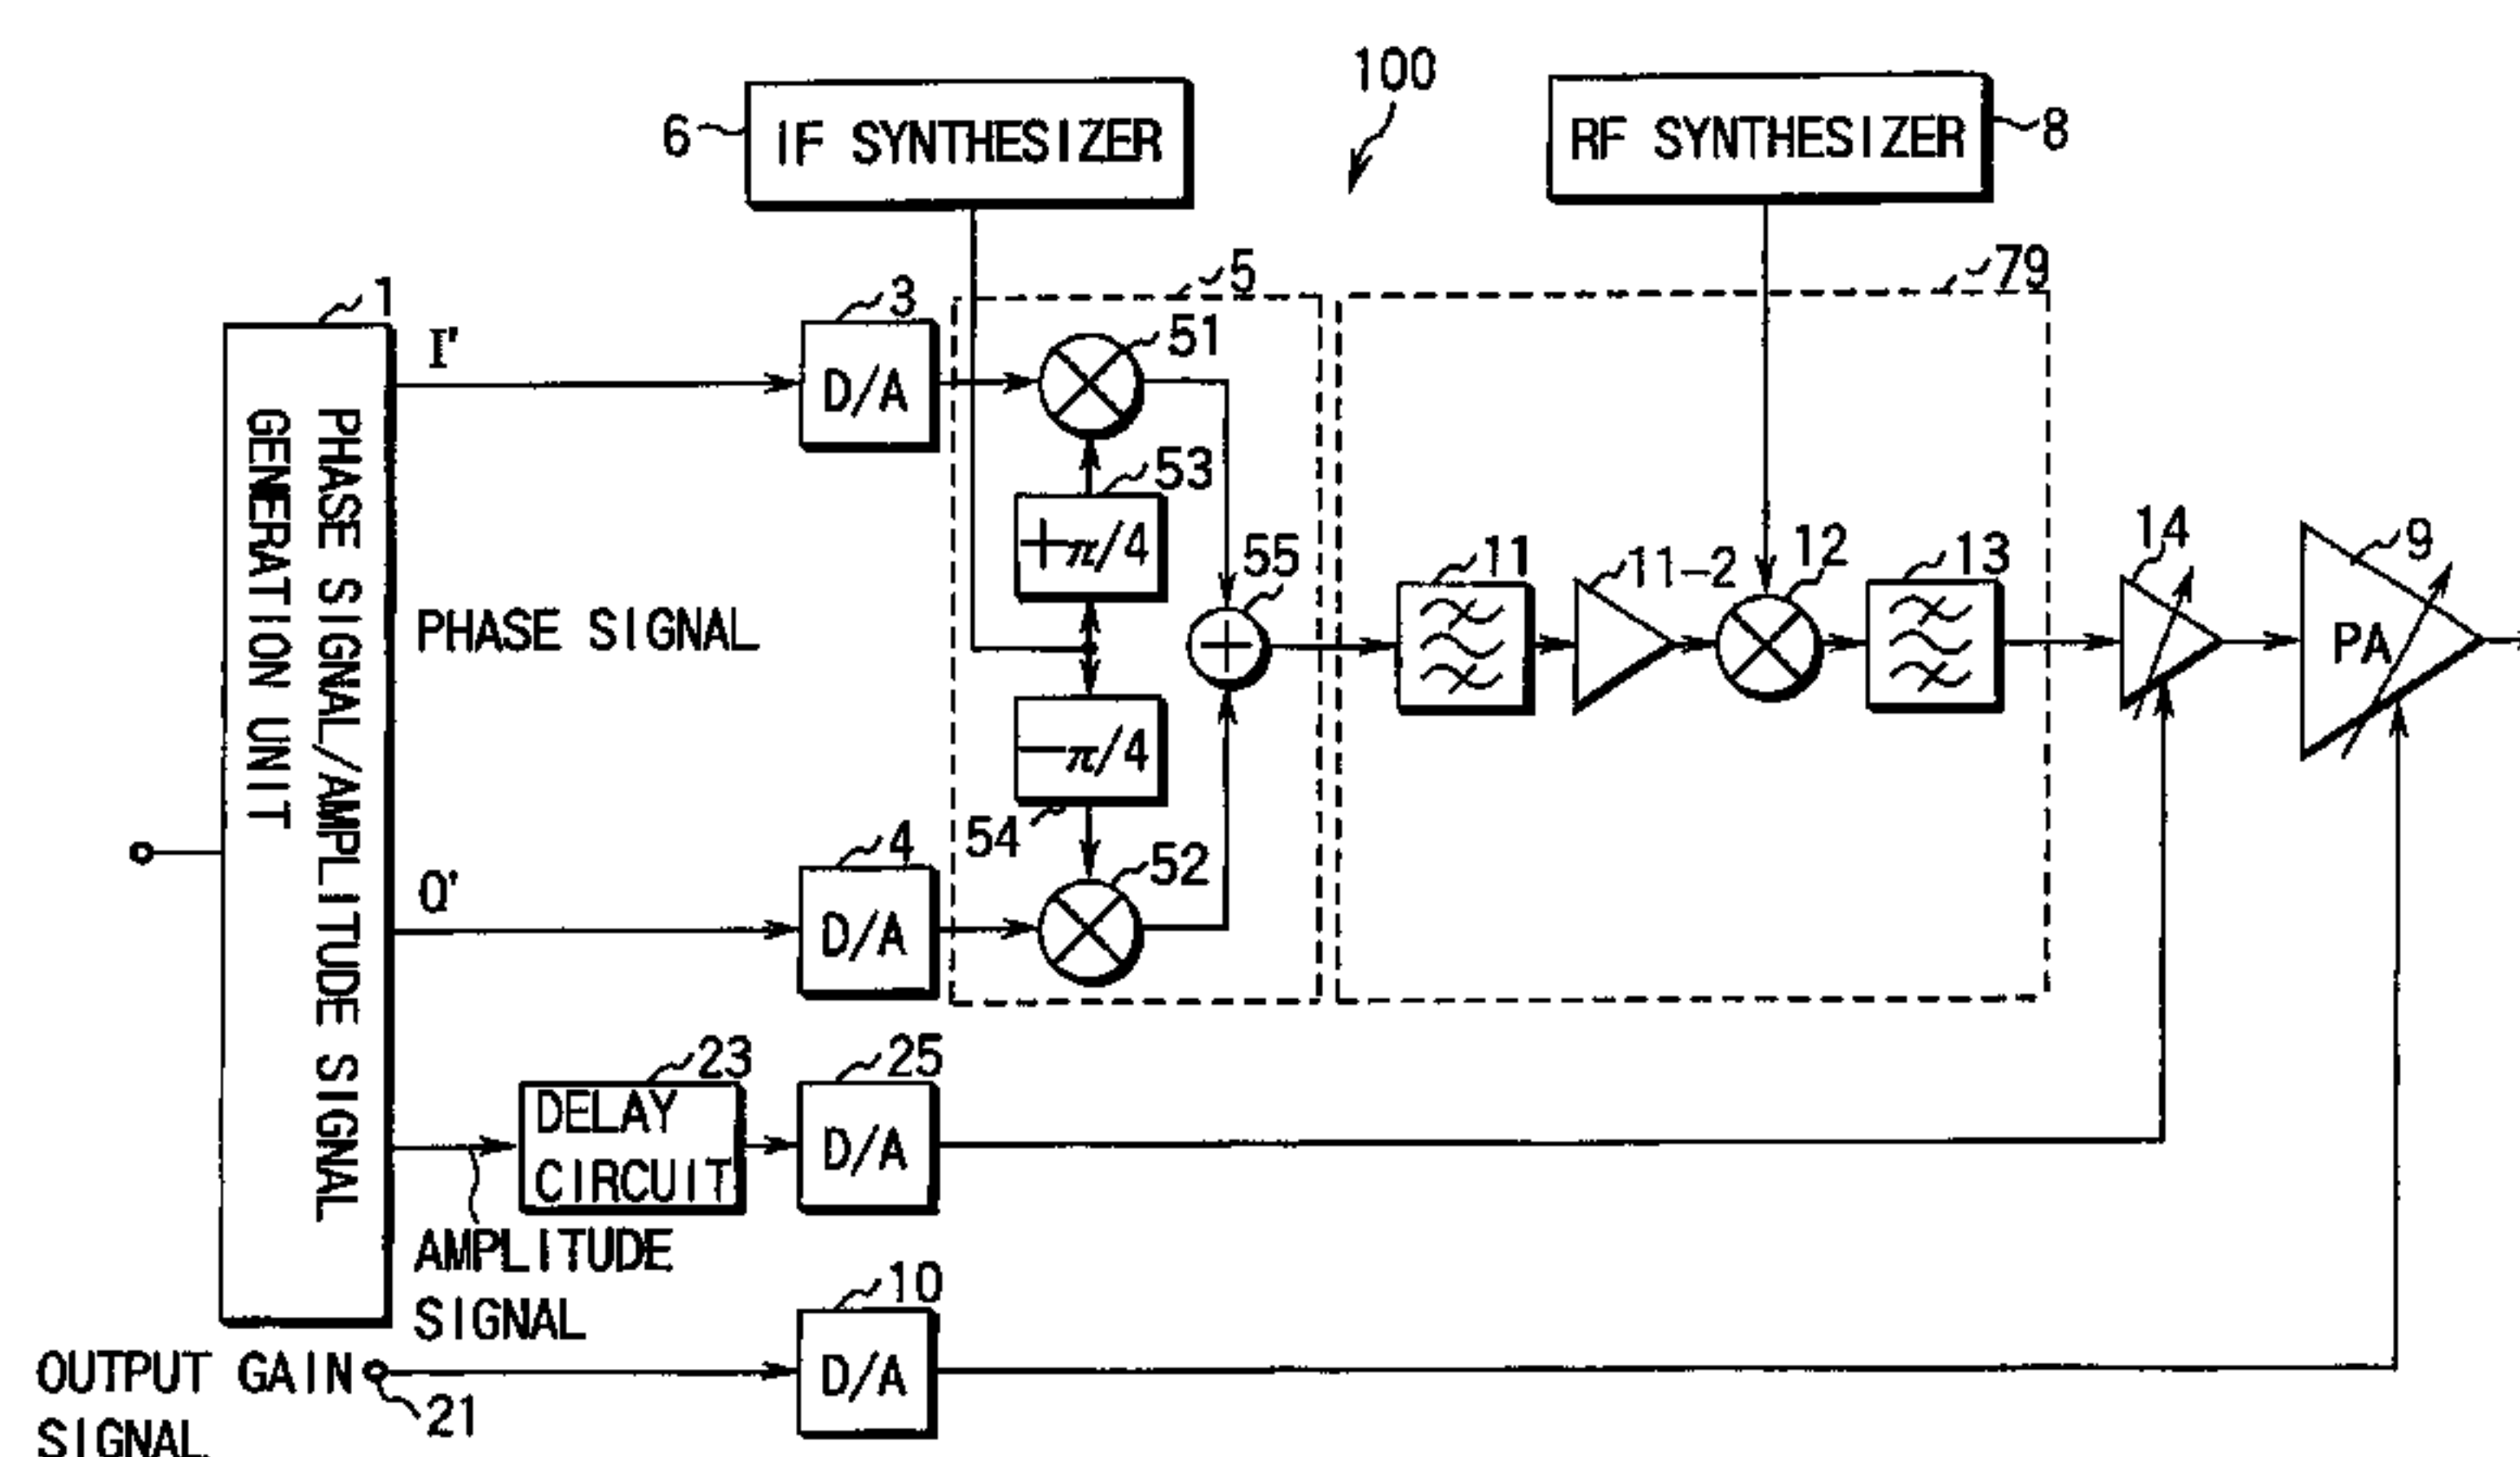 100
6
IF SYNTHESIZER
RF SYNTHESIZER
8
1
I'
3
D/A
5
51
79
PHASE SIGNAL/AMPLITUDE SIGNAL
GENERATION UNIT
53
+π/4
PHASE SIGNAL
55
11
11-2
12
13
14
9
PA
-π/4
54
Q'
4
D/A
52
23
DELAY
CIRCUIT
25
D/A
AMPLITUDE
SIGNAL
10
D/A
OUTPUT GAIN
SIGNAL
21